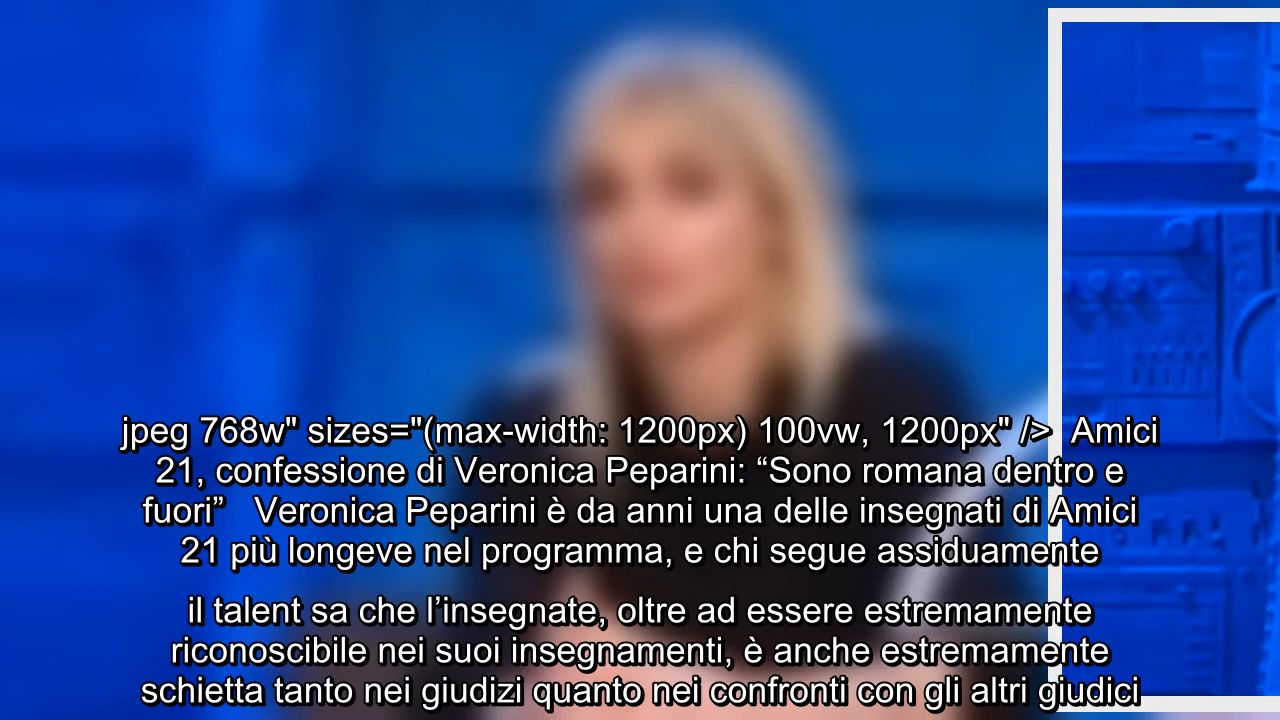 jpeg 768w" sizes="(max-width: 1200px) 100vw, 1200px" />  Amici
21, confessione di Veronica Peparini: “Sono romana dentro e
fuori”   Veronica Peparini è da anni una delle insegnati di Amici
21 più longeve nel programma, e chi segue assiduamente
il talent sa che l’insegnate, oltre ad essere estremamente
riconoscibile nei suoi insegnamenti, è anche estremamente
schietta tanto nei giudizi quanto nei confronti con gli altri giudici